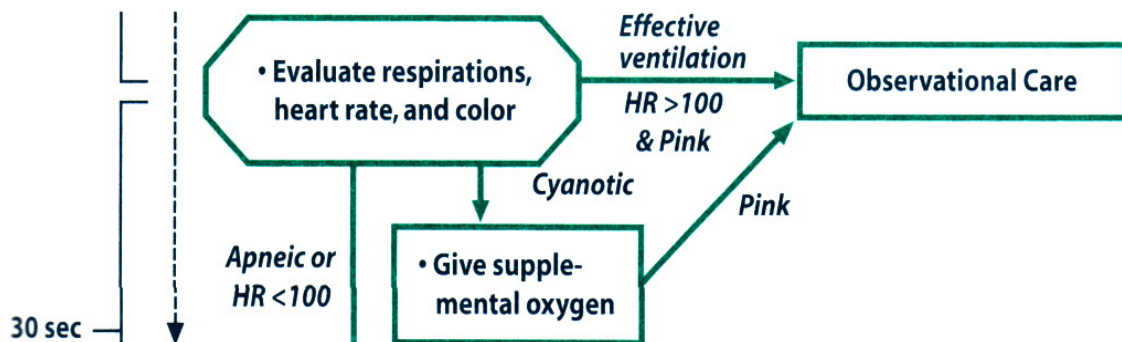 • Evaluate respirations,
heart rate, and color
Effective
ventilation
HR >100
& Pink
Observational Care
Cyanotic
Pink
Apneic or
HR <100
• Give supple-
mental oxygen
30 sec